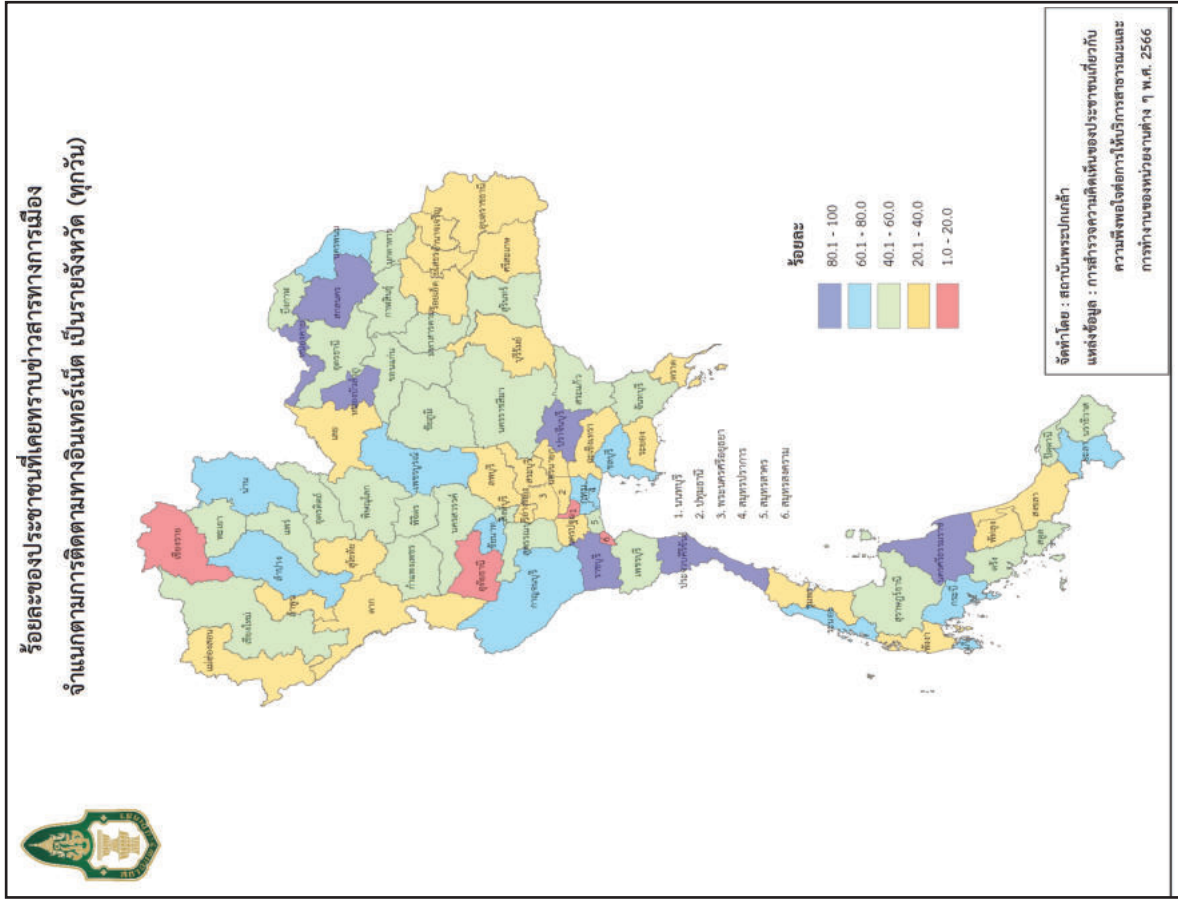 ร้อยละของประชาชนที่เคยทราบข่าวสารทางการเมือง
จำแนกตามการติดตามทางอินเทอร์เน็ต เป็นรายจังหวัด (ทุกวัน)
เชียงราย
แม่ฮ่องสอน
เชียงใหม่
พะเยา
น่าน
ลำปาง
ลำพูน
แพร่
อุตรดิตถ์
สุโขทัย
ตาก
พิษณุโลก
กำแพงเพชร
พิจิตร
เพชรบูรณ์
นครสวรรค์
อุทัยธานี
ชัยนาท
เลย
บึงกาฬ
อุดรธานี
สกลนคร
นครพนม
ขอนแก่น
กาฬสินธุ์
มุกดาหาร
ชัยภูมิ
มหาสารคาม
ร้อยเอ็ด
ยโสธร
อำนาจเจริญ
อุบลราชธานี
ศรีสะเกษ
สุรินทร์
บุรีรัมย์
นครราชสีมา
ลพบุรี
สระบุรี
กาญจนบุรี
สุพรรณบุรี
นครนายก
ปราจีนบุรี
สระแก้ว
ฉะเชิงเทรา
ชลบุรี
ระยอง
จันทบุรี
ตราด
กทม
2
3
4
5
6
ราชบุรี
เพชรบุรี
ประจวบคีรีขันธ์
ชุมพร
ระนอง
สุราษฎร์ธานี
นครศรีธรรมราช
พังงา
กระบี่
ตรัง
พัทลุง
สงขลา
สตูล
ปัตตานี
ยะลา
นราธิวาส
1. นนทบุรี
2. ปทุมธานี
3. พระนครศรีอยุธยา
4. สมุทรปราการ
5. สมุทรสาคร
6. สมุทรสงคราม
ร้อยละ
80.1 - 100
60.1 - 80.0
40.1 - 60.0
20.1 - 40.0
1.0 - 20.0
จัดทำโดย : สถาบันพระปกเกล้า
แหล่งข้อมูล : การสำรวจความคิดเห็นของประชาชนเกี่ยวกับ
ความพึงพอใจต่อการให้บริการสาธารณะและ
การทำงานของหน่วยงานต่าง ๆ พ.ศ. 2566